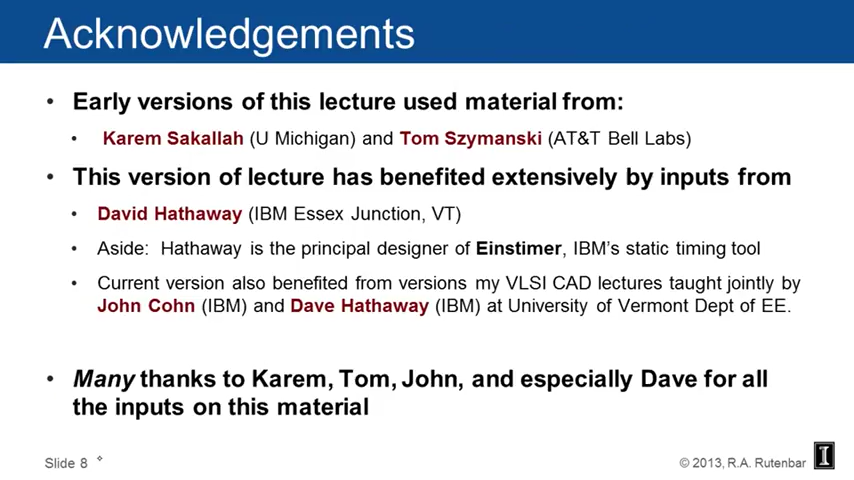 Acknowledgements
• Early versions of this lecture used material from:
• Karem Sakallah (U Michigan) and Tom Szymanski (AT&T Bell Labs)
• This version of lecture has benefited extensively by inputs from
• David Hathaway (IBM Essex Junction, VT)
• Aside: Hathaway is the principal designer of Einstimer, IBM's static timing tool
• Current version also benefited from versions my VLSI CAD lectures taught jointly by
John Cohn (IBM) and Dave Hathaway (IBM) at University of Vermont Dept of EE.
• Many thanks to Karem, Tom, John, and especially Dave for all
the inputs on this material
Slide 8
© 2013, R.A. Rutenbar
I